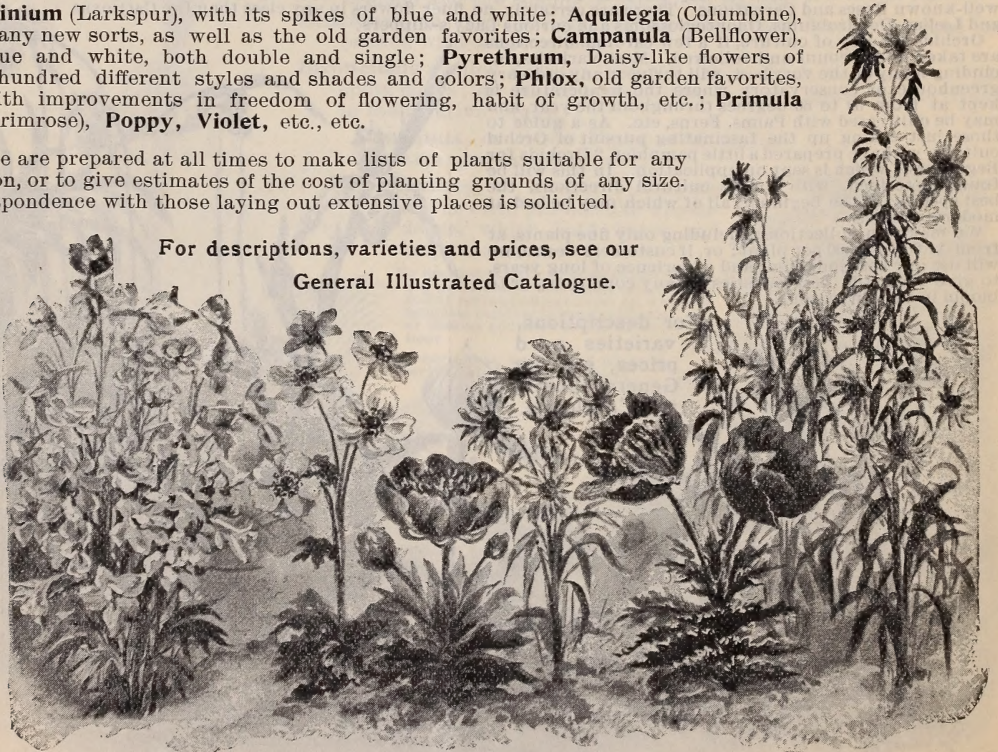 inium (Larkspur), with its spikes of blue and white; Aquilegia (Columbine),
any new sorts, as well as the old garden favorites; Campanula (Bellflower),
ue and white, both double and single; Pyrethrum, Daisy-like flowers of
hundred different styles and shades and colors; Phlox, old garden favorites,
th improvements in freedom of flowering, habit of growth, etc.; Primula
rimrose), Poppy, Violet, etc., etc.
e are prepared at all times to make lists of plants suitable for any
on, or to give estimates of the cost of planting grounds of any size.
spondence with those laying out extensive places is solicited.
For descriptions, varieties and prices, see our
General Illustrated Catalogue.